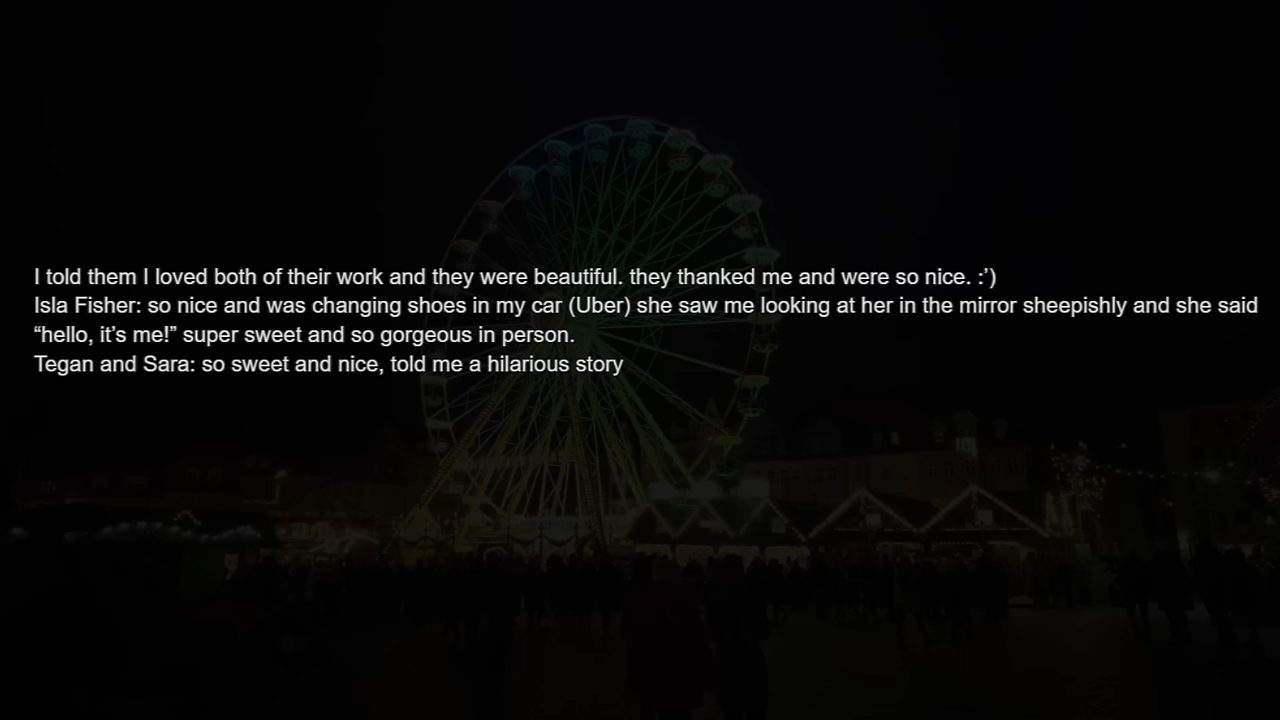 I told them I loved both of their work and they were beautiful. they thanked me and were so nice. :’)
Isla Fisher: so nice and was changing shoes in my car (Uber) she saw me looking at her in the mirror sheepishly and she said
“hello, it’s me!” super sweet and so gorgeous in person.
Tegan and Sara: so sweet and nice, told me a hilarious story